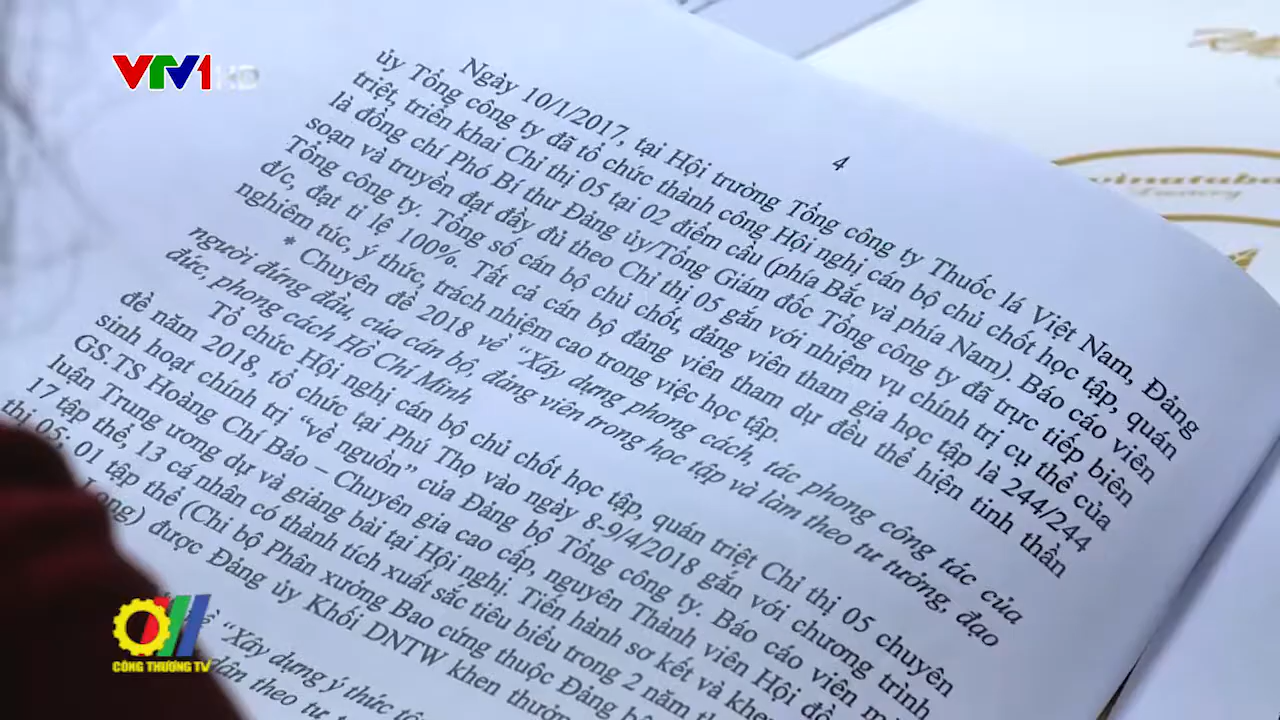 VTV1 HD
4
Ngày 10/1/2017, tại Hội trường Tổng công ty Thuốc lá Việt Nam, Đảng
ủy Tổng công ty đã tổ chức thành công Hội nghị cán bộ chủ chốt học tập, quán
triệt, triển khai Chỉ thị 05 tại 02 điểm cầu (phía Bắc và phía Nam). Báo cáo viên
là đồng chí Phó Bí thư Đảng ủy/Tổng Giám đốc Tổng công ty đã trực tiếp biên
soạn và truyền đạt đầy đủ theo Chỉ thị 05 gắn với nhiệm vụ chính trị cụ thể của
Tổng công ty. Tổng số cán bộ chủ chốt, đảng viên tham gia học tập là 244/244
đ/c, đạt tỉ lệ 100%. Tất cả cán bộ đảng viên tham dự đều thể hiện tinh thần
nghiêm túc, ý thức, trách nhiệm cao trong việc học tập.
* Chuyên đề 2018 về “Xây dựng phong cách, tác phong công tác của
người đứng đầu, của cán bộ, đảng viên trong học tập và làm theo tư tưởng, đạo
đức, phong cách Hồ Chí Minh
Tổ chức Hội nghị cán bộ chủ chốt học tập, quán triệt Chỉ thị 05 chuyên
đề năm 2018, tổ chức tại Phú Thọ vào ngày 8-9/4/2018 gắn với chương trình
sinh hoạt chính trị “về nguồn” của Đảng bộ Tổng công ty. Báo cáo viên
GS.TS Hoàng Chí Bảo – Chuyên gia cao cấp, nguyên Thành viên Hội
luận Trung ương dự và giảng bài tại Hội nghị. Tiến hành sơ kết và
17 tập thể, 13 cá nhân có thành tích xuất sắc tiêu biểu trong 2 năm
thị 05. 01 tập thể (Chi bộ Phân xưởng Bao cứng thuộc Đảng
Long) được Đảng ủy Khối DNTW khen
“Xây dựng ý thức
theo
vinataba
CÔNG THƯƠNG TV